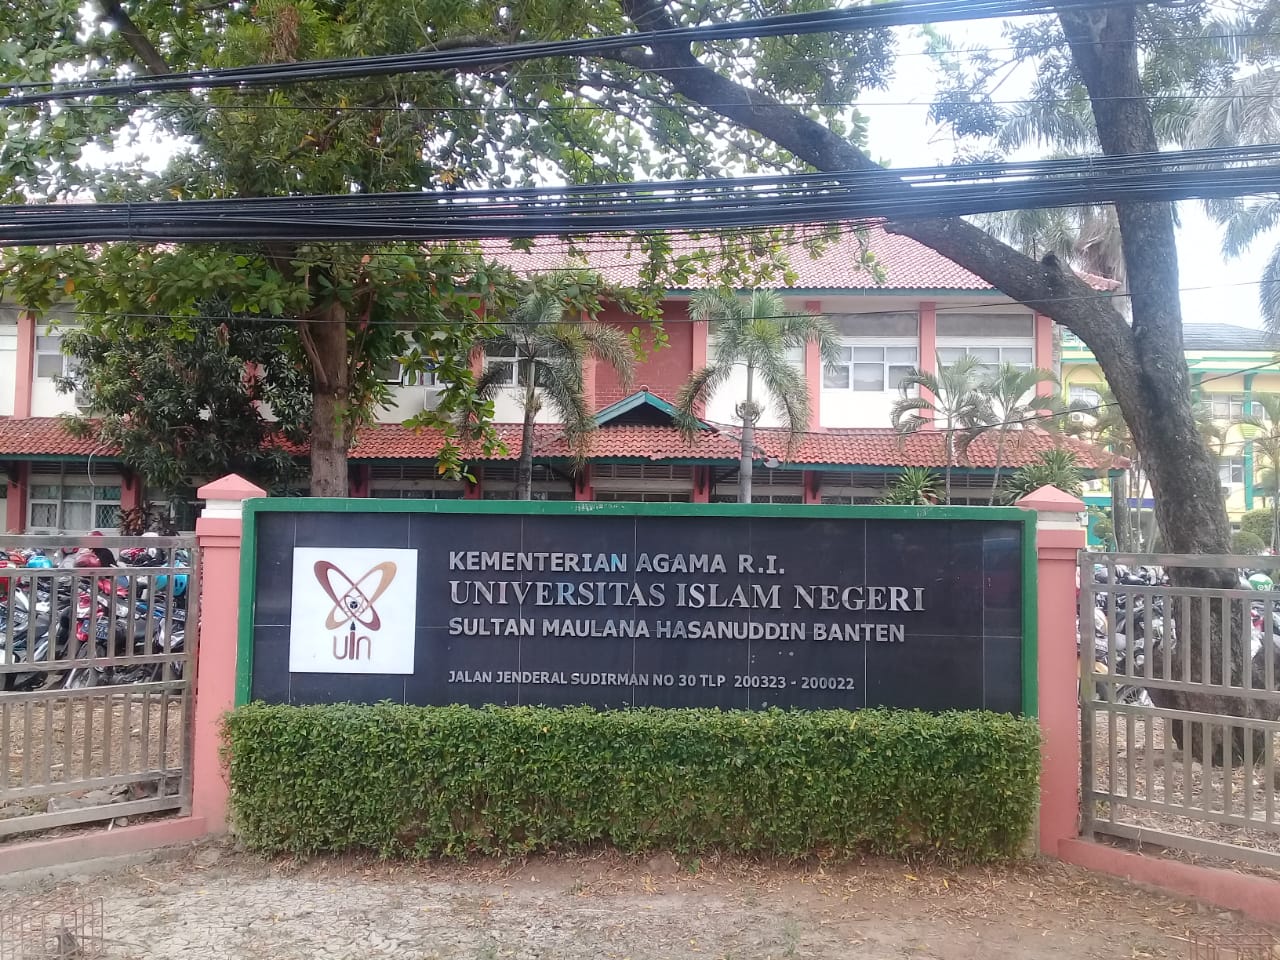 uin
KEMENTERIAN AGAMA R.I.
UNIVERSITAS ISLAM NEGERI
SULTAN MAULANA HASANUDDIN BANTEN
JALAN JENDERAL SUDIRMAN NO 30 TLP 200323 - 200022